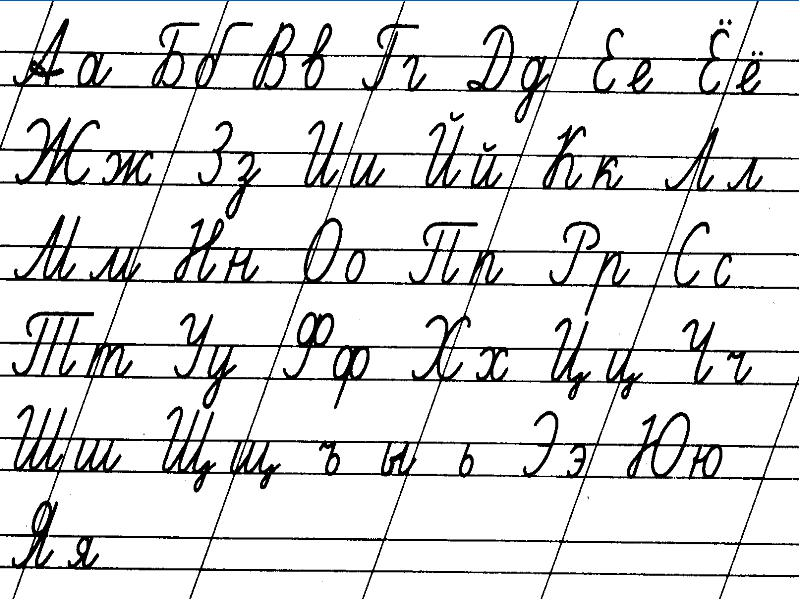 Аа Бб Вв Гг Дд Ее Ёё
Жж Зз Ии Йй Кк Лл
Мм Нн Оо Пп Рр Сс
Тт Уу Фф Хх Цц Чч
Шш Щщ ъ ы ь Ээ Юю
Яя